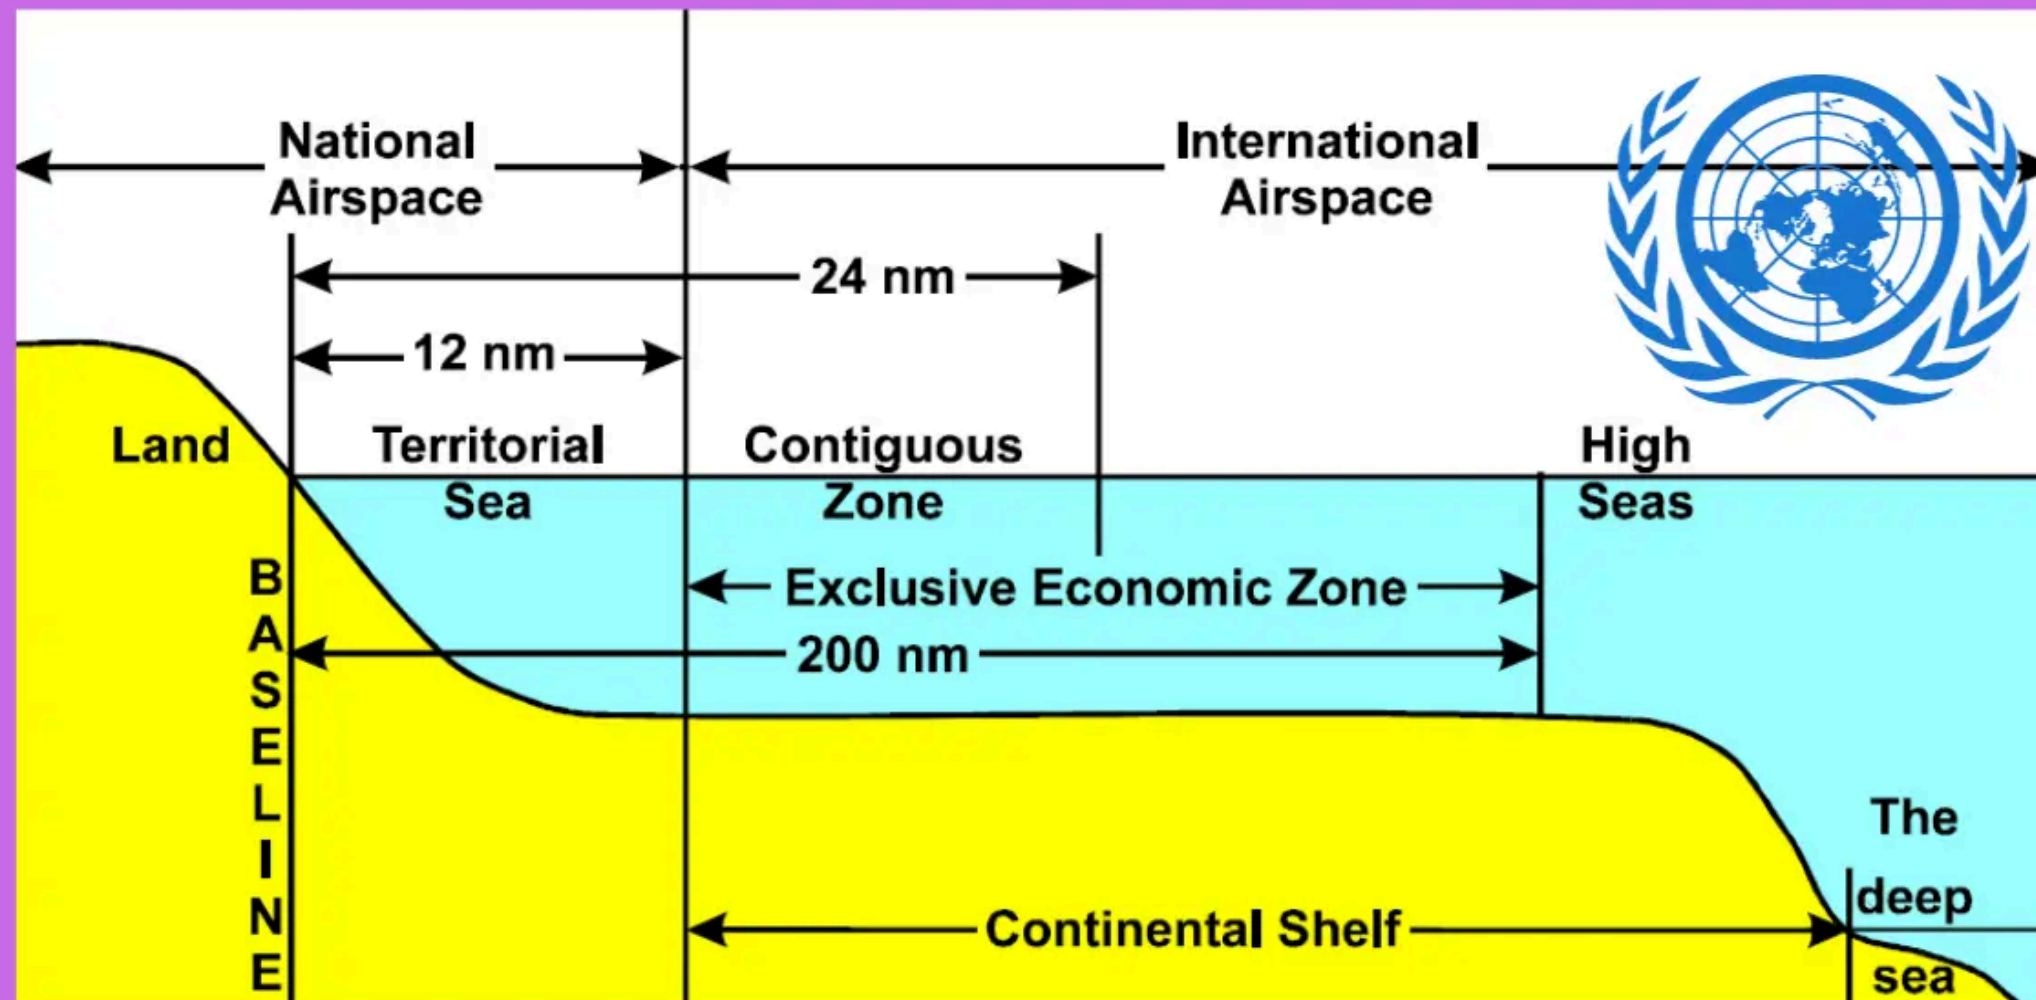 National
Airspace
International
Airspace
24 nm
12 nm
Land
Territorial
Sea
Contiguous
Zone
High
Seas
BASELINE
Exclusive Economic Zone
200 nm
Continental Shelf
The
deep
sea